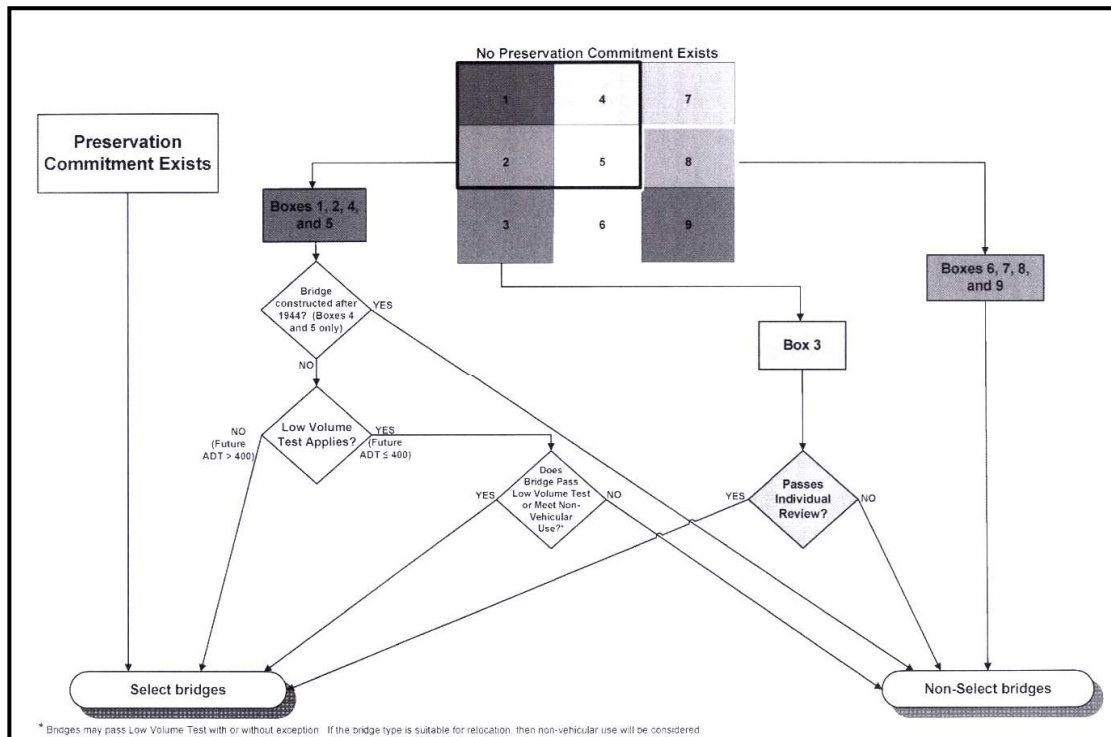 No Preservation Commitment Exists
1
4
7
Preservation
Commitment Exists
2
5
8
Boxes 1, 2, 4,
and 5
3
6
9
Boxes 6, 7, 8,
and 9
Bridge
constructed after
1944? (Boxes 4
and 5 only)
YES
Box 3
NO
Low Volume
Test Applies?
NO
(Future
ADT > 400)
YES
(Future
ADT ≤ 400)
Does
Bridge Pass
Low Volume Test
or Meet Non-
Vehicular
Use?*
YES
NO
Passes
Individual
Review?
YES
NO
Select bridges
Non-Select bridges
* Bridges may pass Low Volume Test with or without exception. If the bridge type is suitable for relocation, then non-vehicular use will be considered